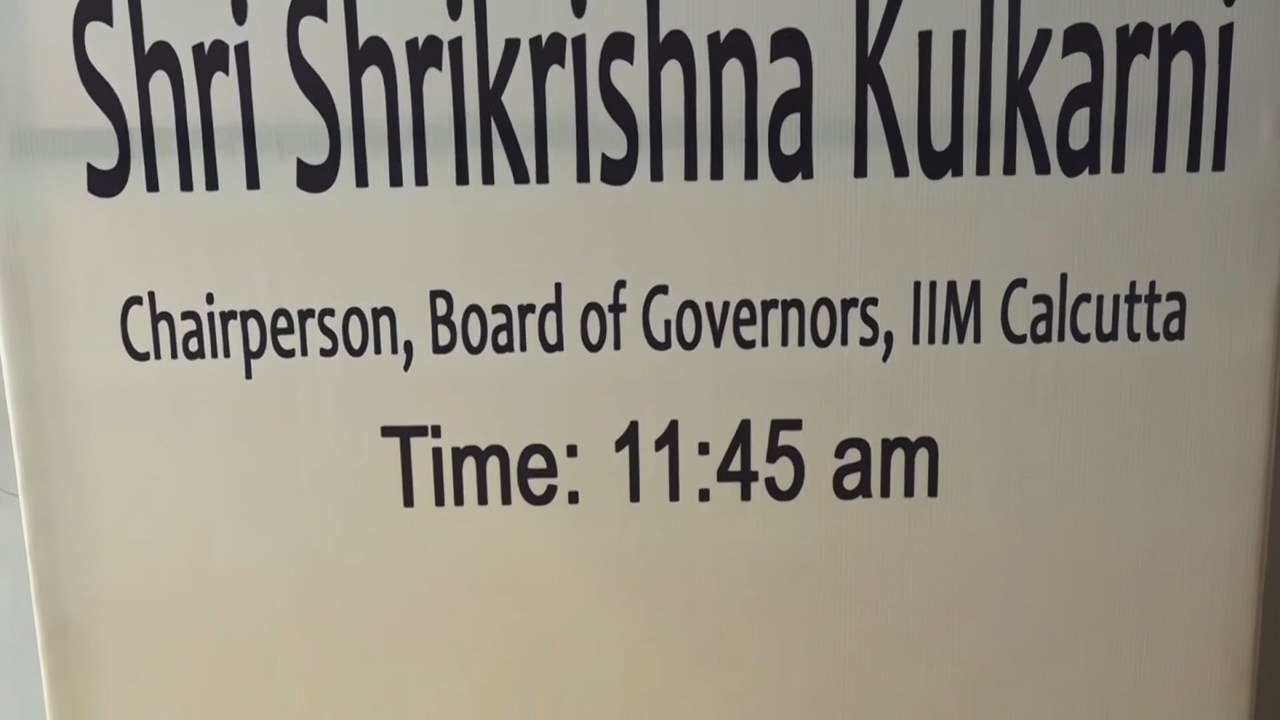 Shri Shrikrishna Kulkarni
Chairperson, Board of Governors, IIM Calcutta
Time: 11:45 am